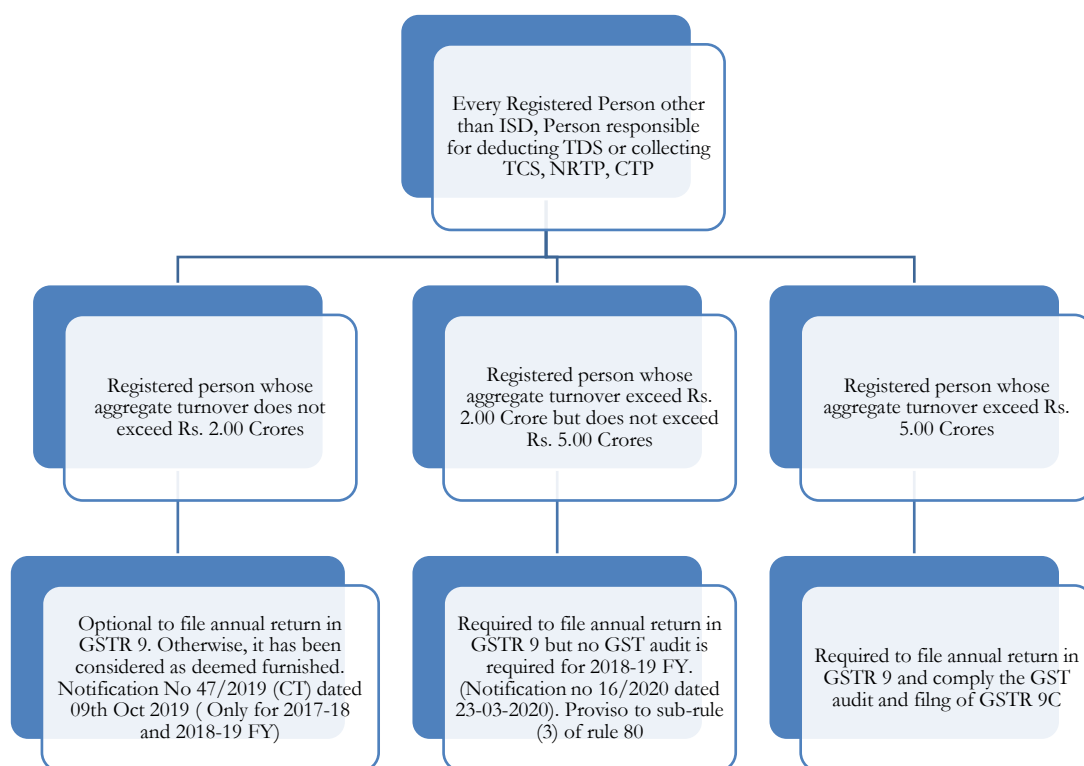 Every Registered Person other
than ISD, Person responsible
for deducting TDS or collecting
TCS, NRTP, CTP
Registered person whose
aggregate turnover does not
exceed Rs. 2.00 Crores
Registered person whose
aggregate turnover exceed Rs.
2.00 Crore but does not exceed
Rs. 5.00 Crores
Registered person whose
aggregate turnover exceed Rs.
5.00 Crores
Optional to file annual return in
GSTR 9. Otherwise, it has been
considered as deemed furnished.
Notification No 47/2019 (CT) dated
09th Oct 2019 ( Only for 2017-18
and 2018-19 FY)
Required to file annual return in
GSTR 9 but no GST audit is
required for 2018-19 FY.
(Notification no 16/2020 dated
23-03-2020). Proviso to sub-rule
(3) of rule 80
Required to file annual return in
GSTR 9 and comply the GST
audit and filng of GSTR 9C